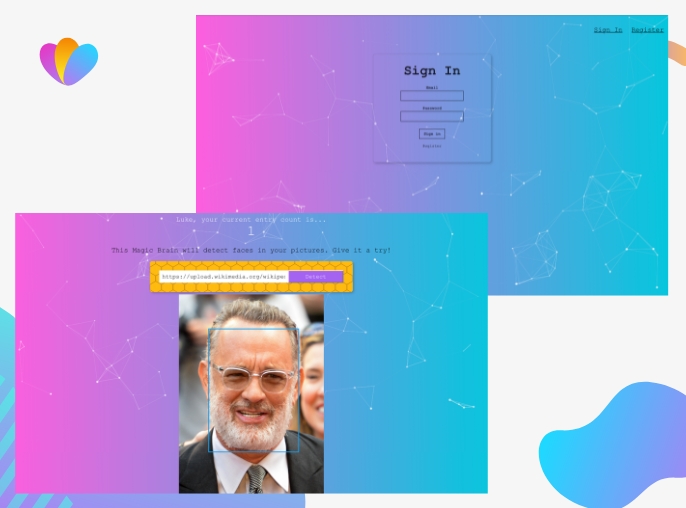 Sign In Register
Sign In
Email
Password
Sign in
Register
Luke, your current entry count is...
1
This Magic Brain will detect faces in your pictures. Give it a try!
https://upload.wikimedia.org/wikipe
Detect